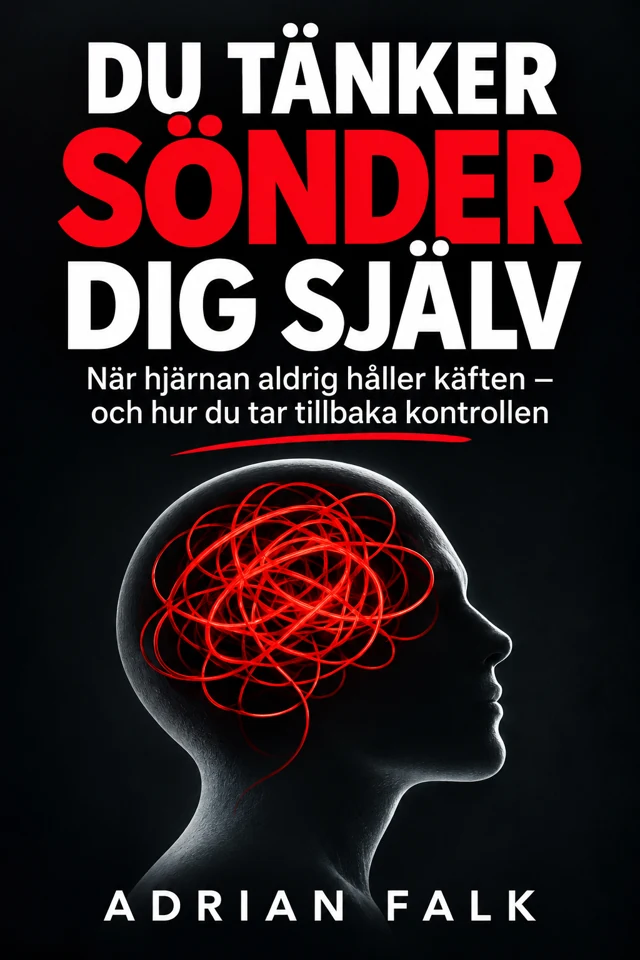 DU TÄNKER
SÖNDER
DIG SJÄLV
När hjärnan aldrig håller käften –
och hur du tar tillbaka kontrollen
ADRIAN FALK